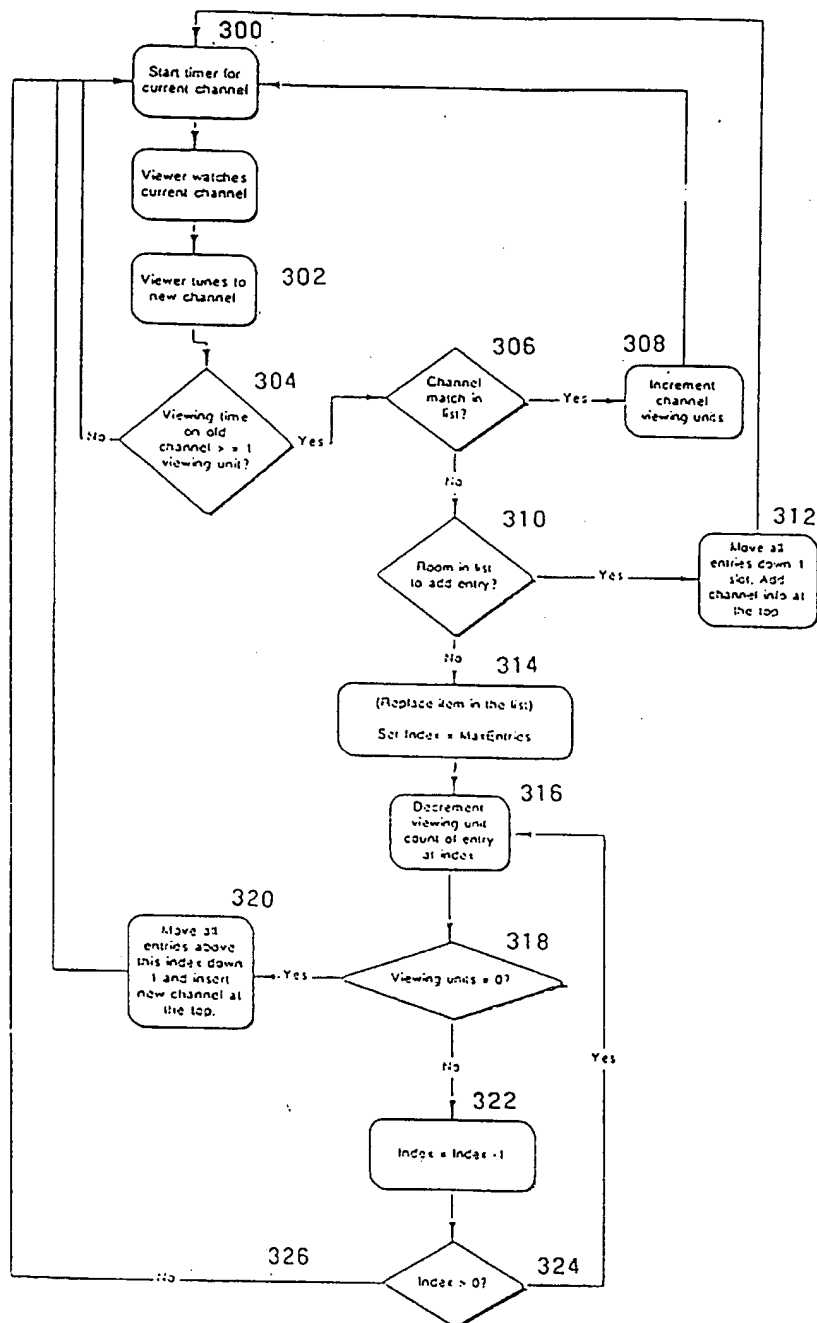 300
Start timer for
current channel
Viewer watches
current channel
Viewer tunes to
new channel
302
304
Viewing time
on old
channel > = 1
viewing unit?
No
Yes
306
Channel
match in
list?
Yes
No
308
Increment
channel
viewing units
310
Room in list
to add entry?
Yes
No
312
Move all
entries down 1
slot. Add
channel info at
the top
314
(Replace item in the list)
Set Index = MaxEntries
316
Decrement
viewing unit
count of entry
at index
318
Viewing units = 0?
Yes
No
320
Move all
entries above
this index down
1 and insert
new channel at
the top.
322
Index = Index -1
Index > 0?
324
Yes
326
No